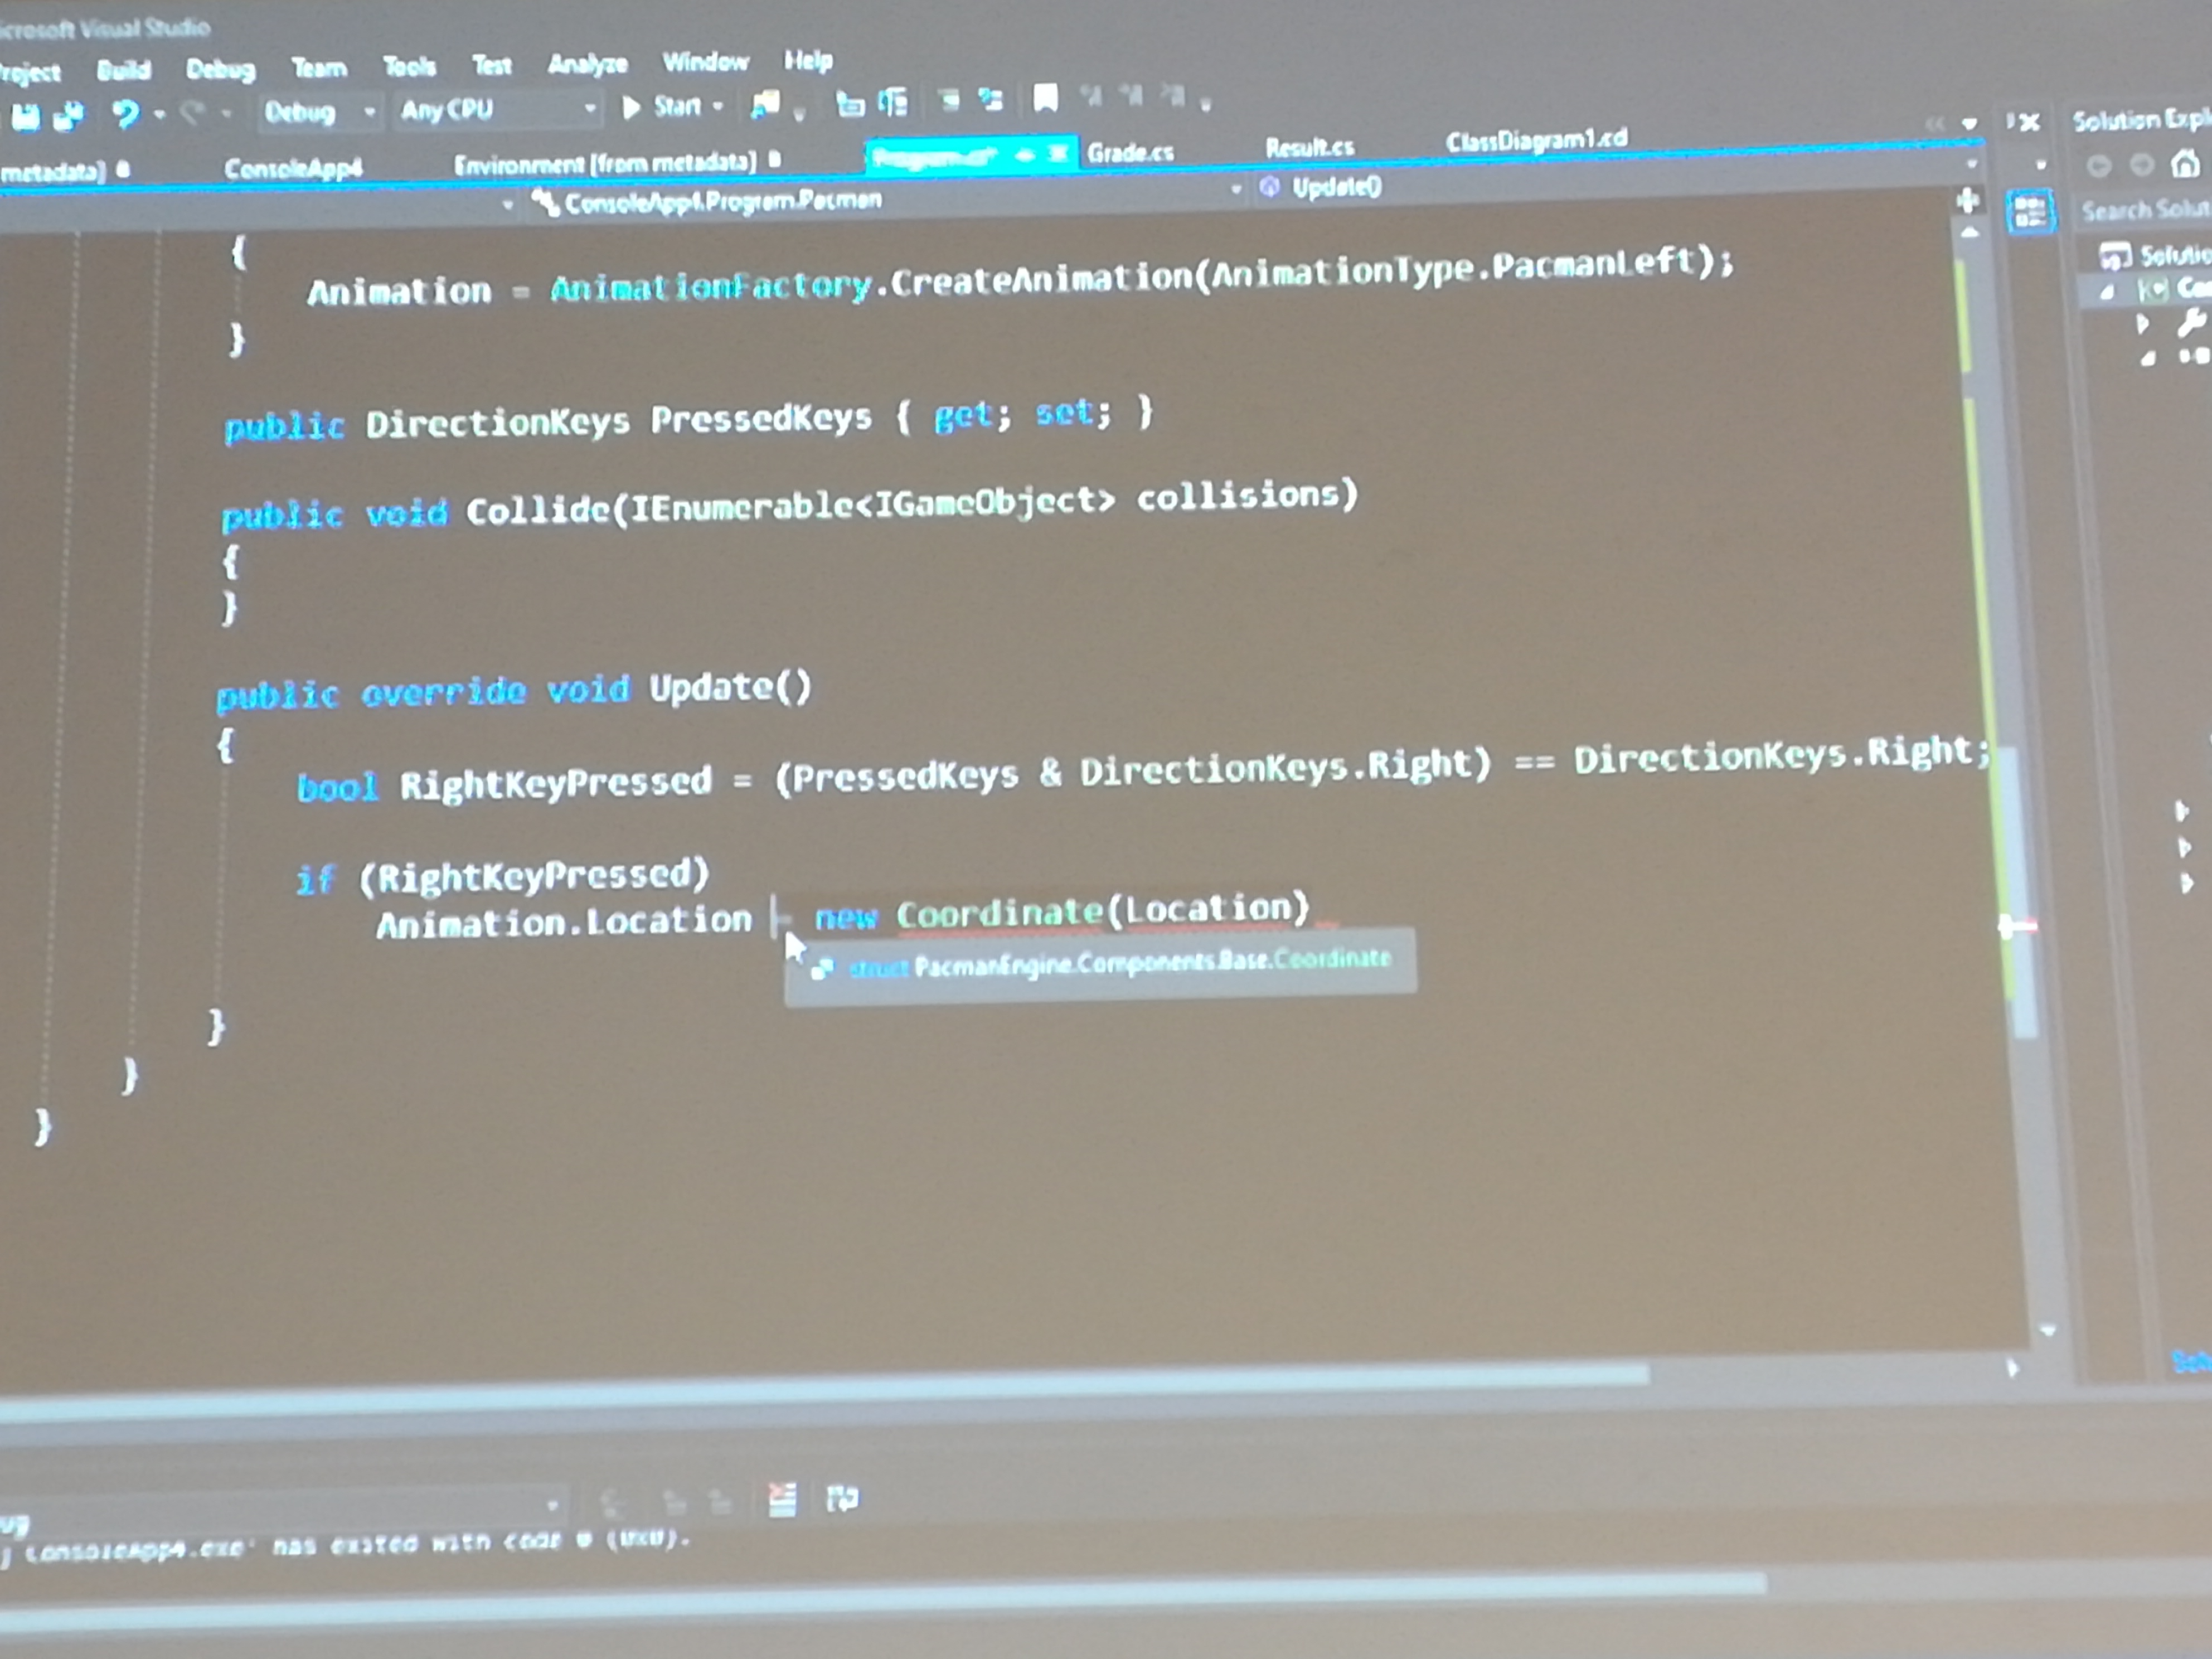 icrosoft Visual Studio
roject Build Debug Team Tools Test Analyze Window Help
Debug Any CPU Start
metadata] ConsoleApp4 Environment [from metadata] Program.cs* Grade.cs Result.cs ClassDiagram1.cd
ConsoleApp4.Program.Pacman Update()
Solution Expl
Search Solut
Solutio
Con
{
Animation = AnimationFactory.CreateAnimation(AnimationType.PacmanLeft);
}
public DirectionKeys PressedKeys { get; set; }
public void Collide(IEnumerable<IGameObject> collisions)
{
}
public override void Update()
{
bool RightKeyPressed = (PressedKeys & DirectionKeys.Right) == DirectionKeys.Right;
if (RightKeyPressed)
Animation.Location = new Coordinate(Location)
struct PacmanEngine.Components.Base.Coordinate
}
}
}
ug
ConsoleApp4.exe' has exited with code 0 (0x0).